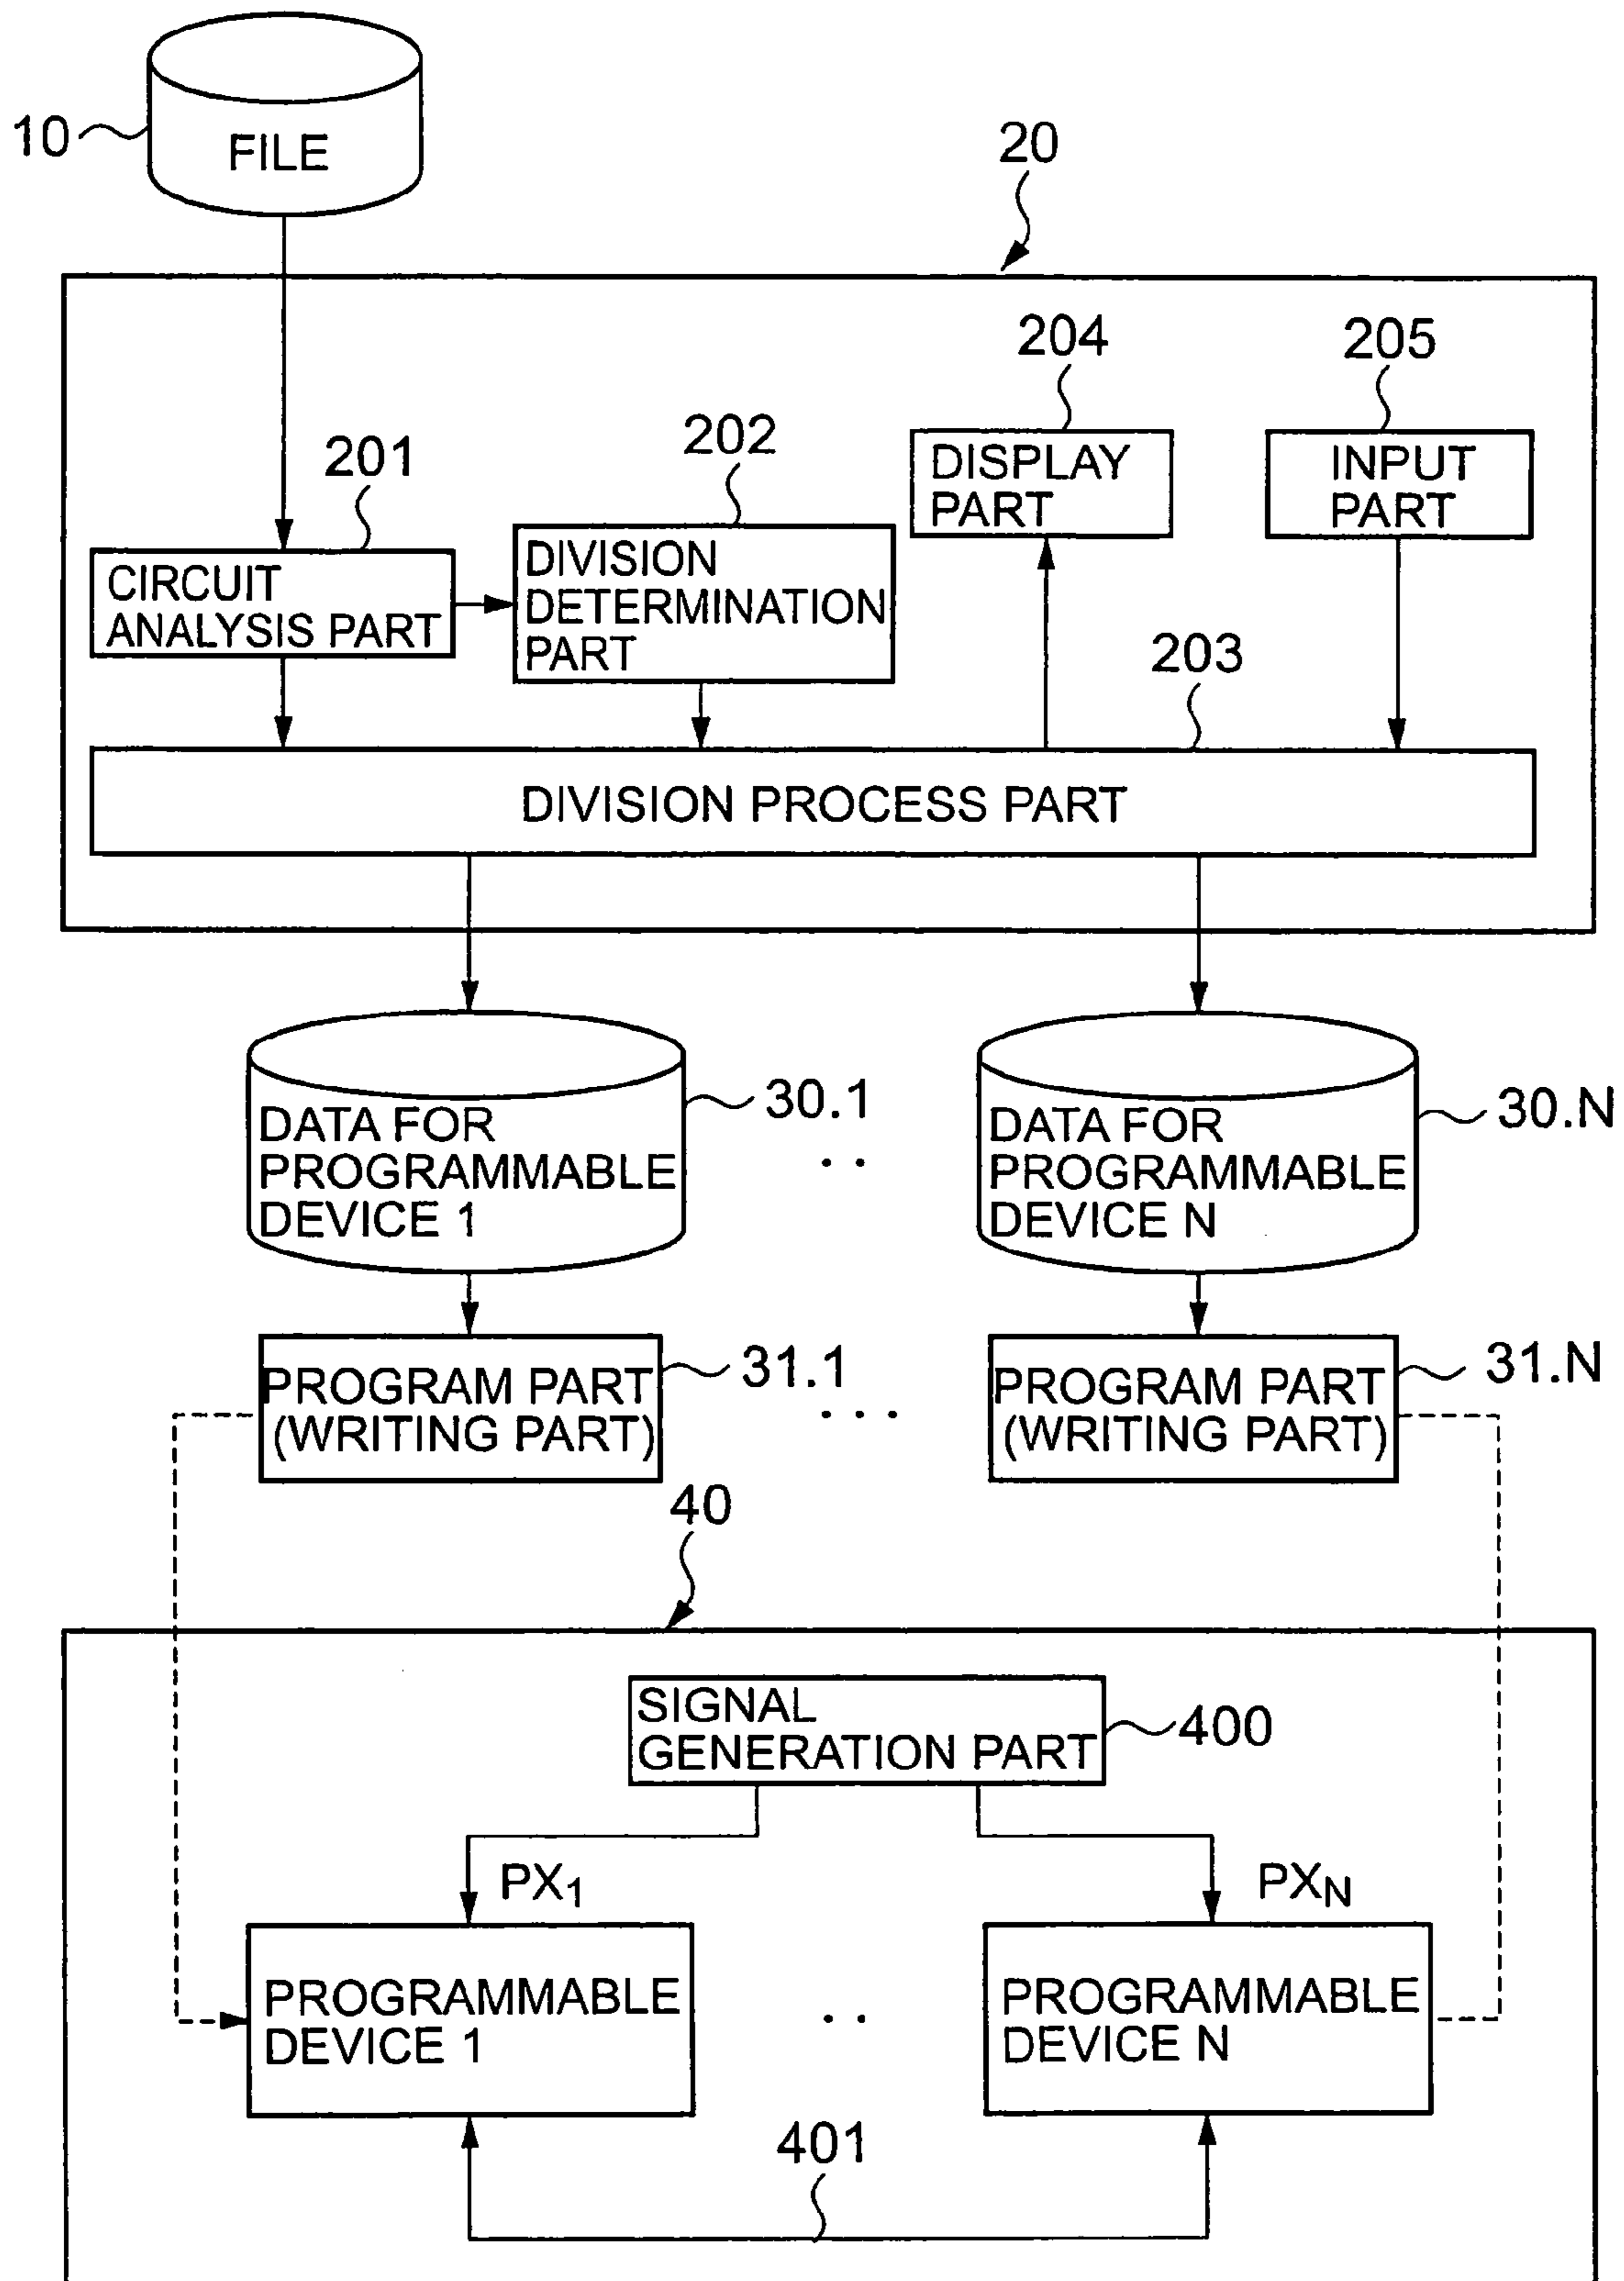 10
FILE
20
204
205
201
202
DISPLAY
PART
INPUT
PART
CIRCUIT
ANALYSIS PART
DIVISION
DETERMINATION
PART
203
DIVISION PROCESS PART
DATA FOR
PROGRAMMABLE
DEVICE 1
30.1
. .
DATA FOR
PROGRAMMABLE
DEVICE N
30.N
PROGRAM PART
(WRITING PART)
31.1
. . .
PROGRAM PART
(WRITING PART)
31.N
40
SIGNAL
GENERATION PART
400
PX1
PXN
PROGRAMMABLE
DEVICE 1
. .
PROGRAMMABLE
DEVICE N
401